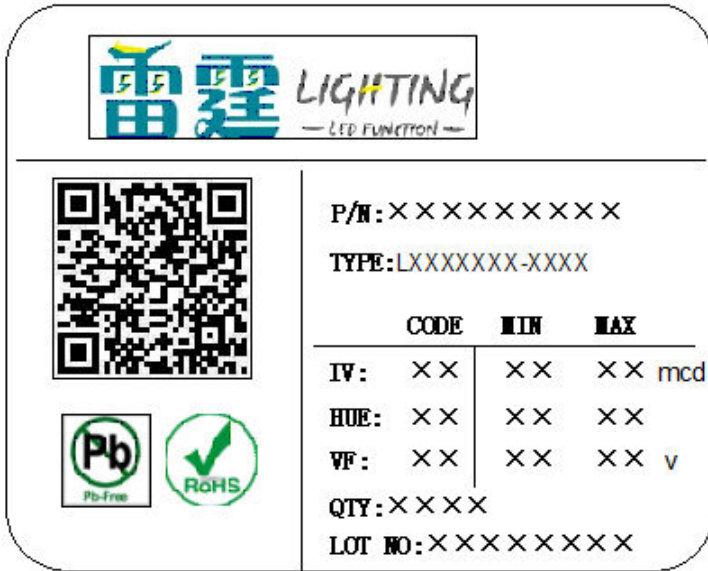 雷霆 LIGHTING
— LED FUNCTION —
P/N:×××××××××
TYPE:LXXXXXXX-XXXX
CODE MIN MAX
IV: ×× ×× ×× mcd
HUE: ×× ×× ××
VF: ×× ×× ×× v
QTY:××××
LOT NO:××××××××
Pb
Pb-Free
RoHS